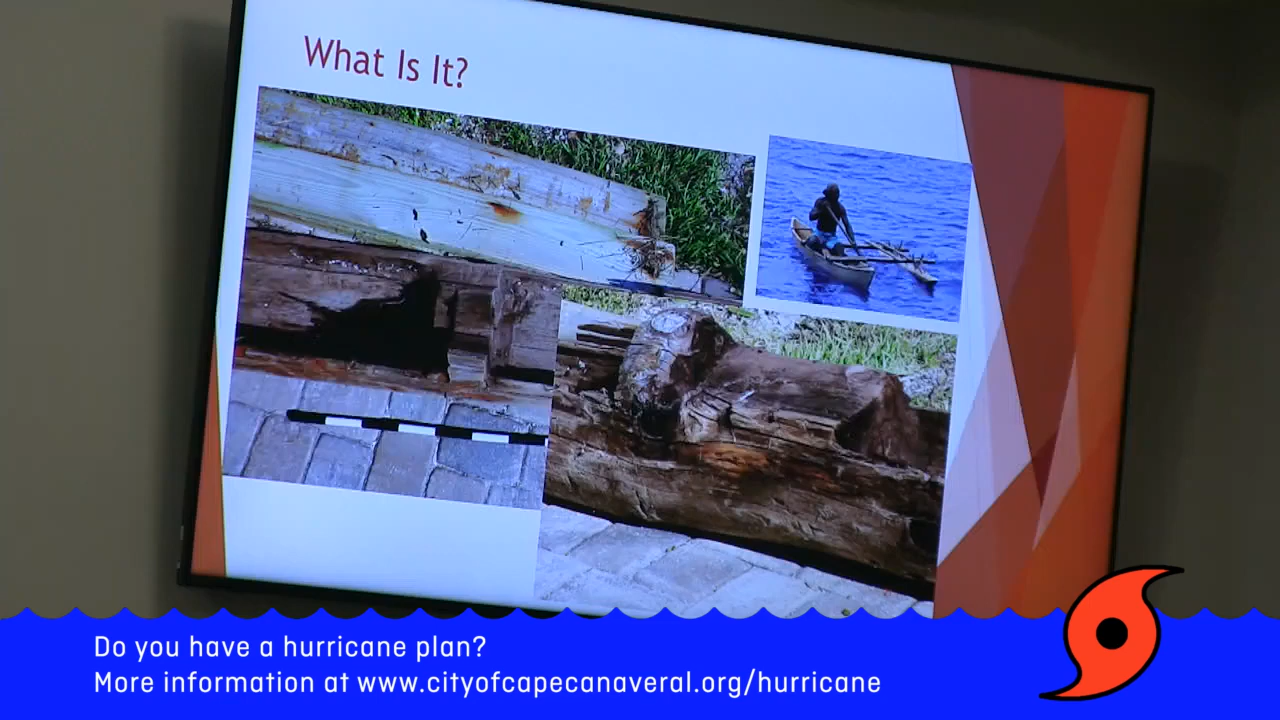 What Is It?
Do you have a hurricane plan?
More information at www.cityofcapecanaveral.org/hurricane